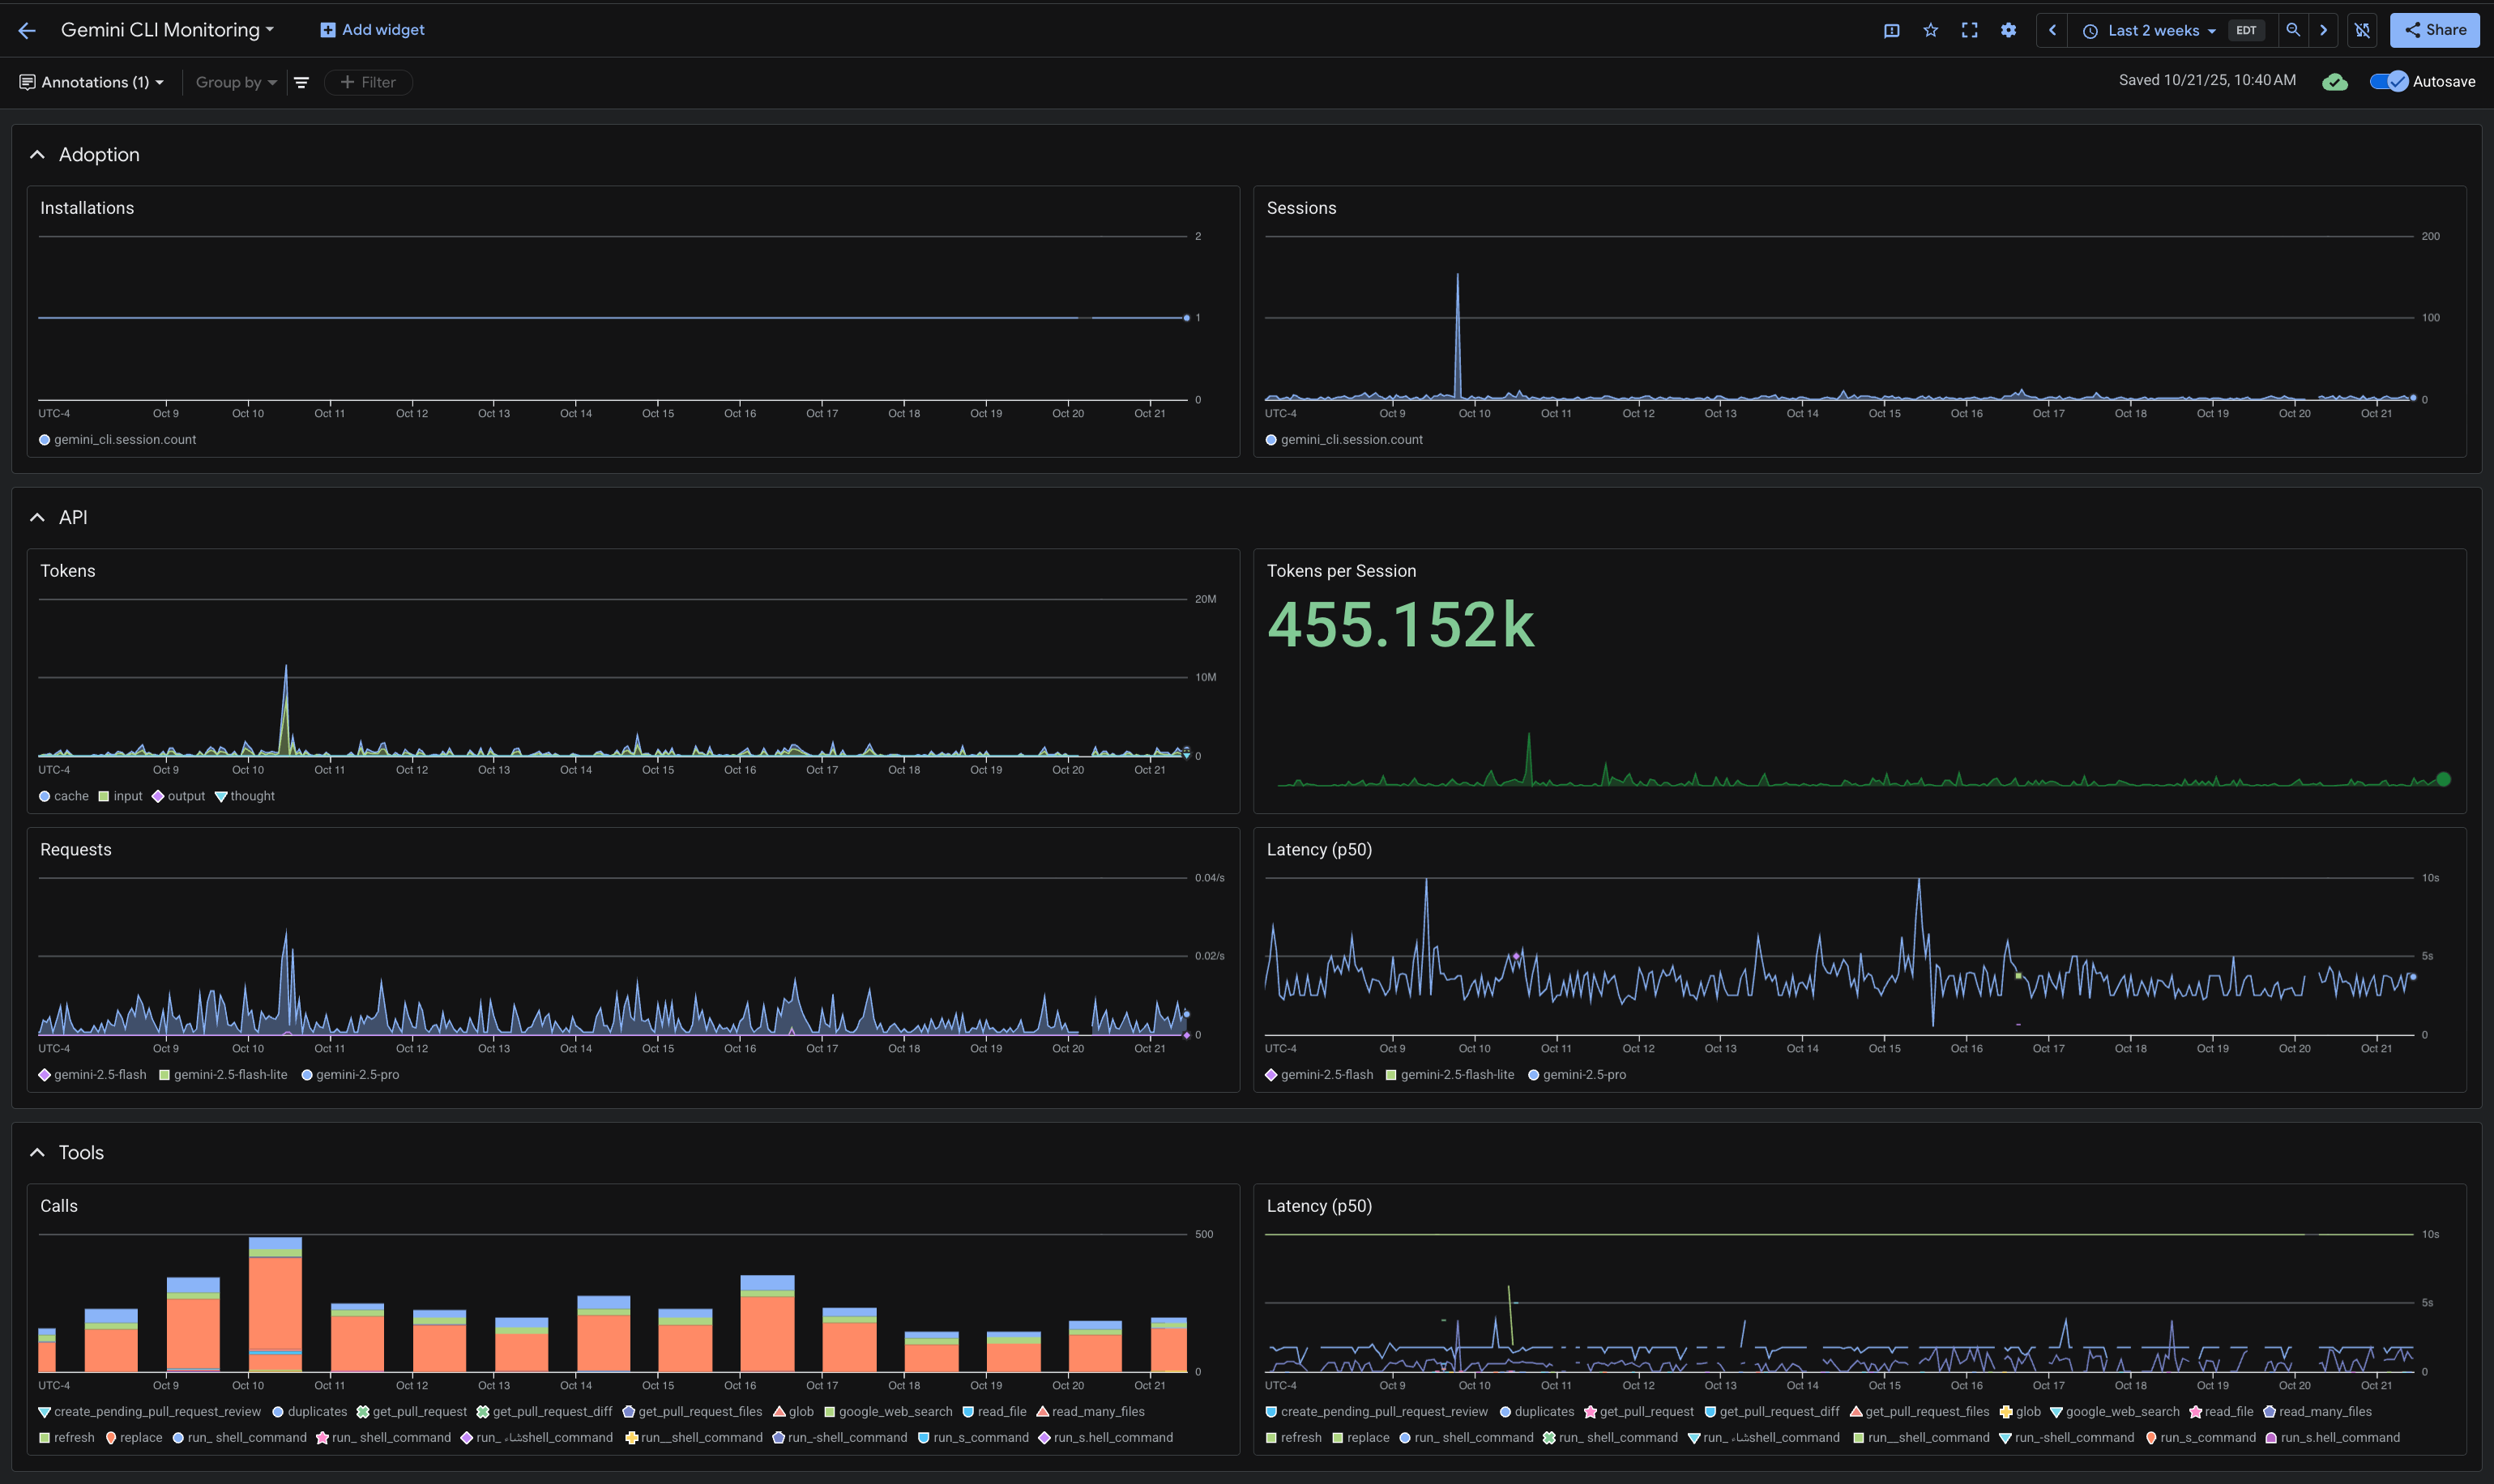 Gemini CLI Monitoring
Add widget
Last 2 weeks
EDT
Share
Annotations (1)
Group by
Filter
Saved 10/21/25, 10:40 AM
Autosave
Adoption
Installations
2
1
0
UTC-4 Oct 9 Oct 10 Oct 11 Oct 12 Oct 13 Oct 14 Oct 15 Oct 16 Oct 17 Oct 18 Oct 19 Oct 20 Oct 21
gemini_cli.session.count
Sessions
200
100
0
UTC-4 Oct 9 Oct 10 Oct 11 Oct 12 Oct 13 Oct 14 Oct 15 Oct 16 Oct 17 Oct 18 Oct 19 Oct 20 Oct 21
gemini_cli.session.count
API
Tokens
20M
10M
0
UTC-4 Oct 9 Oct 10 Oct 11 Oct 12 Oct 13 Oct 14 Oct 15 Oct 16 Oct 17 Oct 18 Oct 19 Oct 20 Oct 21
cache input output thought
Tokens per Session
455.152k
Requests
0.04/s
0.02/s
0
UTC-4 Oct 9 Oct 10 Oct 11 Oct 12 Oct 13 Oct 14 Oct 15 Oct 16 Oct 17 Oct 18 Oct 19 Oct 20 Oct 21
gemini-2.5-flash gemini-2.5-flash-lite gemini-2.5-pro
Latency (p50)
10s
5s
0
UTC-4 Oct 9 Oct 10 Oct 11 Oct 12 Oct 13 Oct 14 Oct 15 Oct 16 Oct 17 Oct 18 Oct 19 Oct 20 Oct 21
gemini-2.5-flash gemini-2.5-flash-lite gemini-2.5-pro
Tools
Calls
500
0
UTC-4 Oct 9 Oct 10 Oct 11 Oct 12 Oct 13 Oct 14 Oct 15 Oct 16 Oct 17 Oct 18 Oct 19 Oct 20 Oct 21
create_pending_pull_request_review duplicates get_pull_request get_pull_request_diff get_pull_request_files glob google_web_search read_file read_many_files
refresh replace run_ shell_command run_ shell_command run__shell_command run_-shell_command run_s_command run_s.hell_command
Latency (p50)
10s
5s
0
UTC-4 Oct 9 Oct 10 Oct 11 Oct 12 Oct 13 Oct 14 Oct 15 Oct 16 Oct 17 Oct 18 Oct 19 Oct 20 Oct 21
create_pending_pull_request_review duplicates get_pull_request get_pull_request_diff get_pull_request_files glob google_web_search read_file read_many_files
refresh replace run_ shell_command run_ shell_command run__shell_command run_-shell_command run_s_command run_s.hell_command